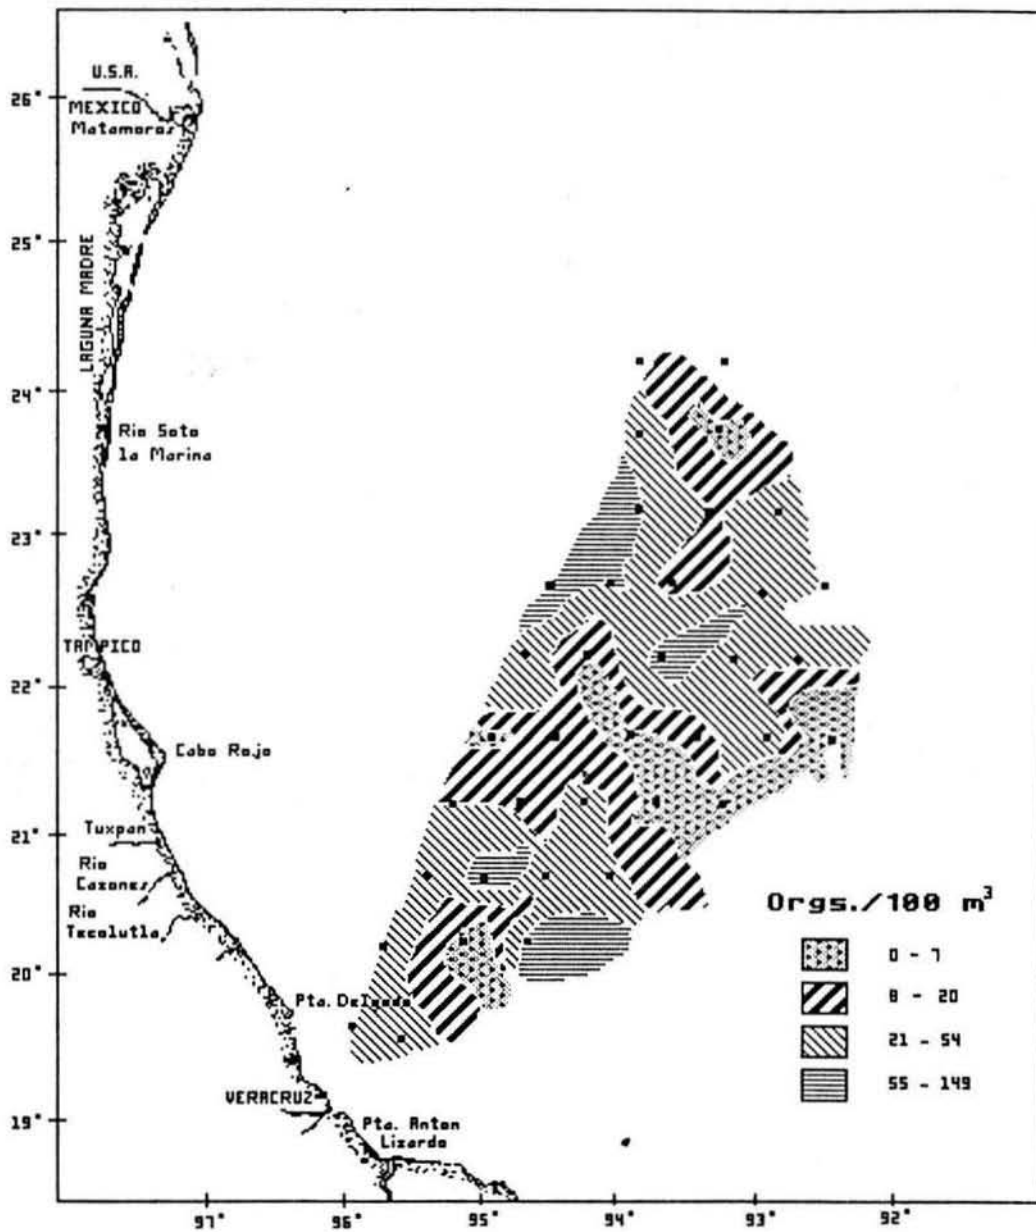 U.S.A.
26°
MEXICO
Matamoros
25°
LAGUNA MADRE
24°
Rio Soto
la Marina
23°
TAMPICO
22°
Cabo Rojo
21°
Tuxpan
Rio
Cazones
Rio
Tecolutla
20°
Pta. Delgada
VERACRUZ
19°
Pta. Anton
Lizardo
97°
96°
95°
94°
93°
92°
Orgs./100 m³
0 - 7
8 - 20
21 - 54
55 - 149